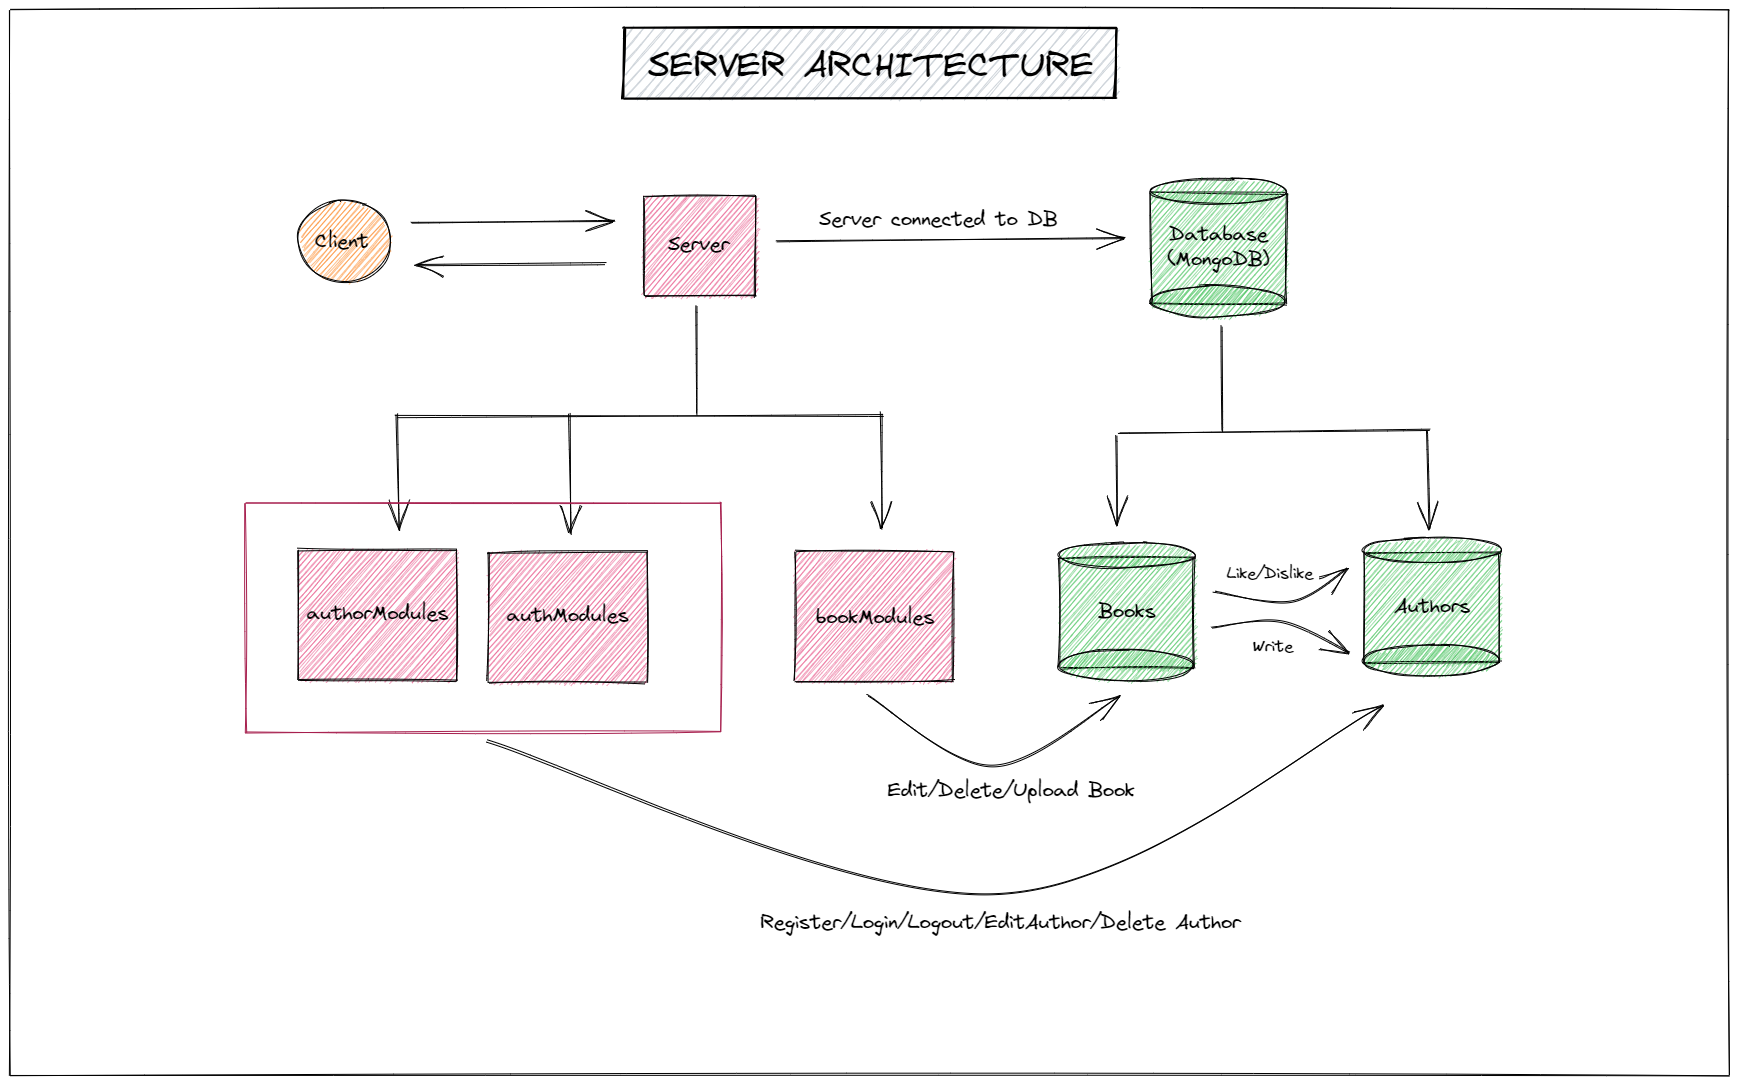 SERVER ARCHITECTURE
Client
Server
Server connected to DB
Database
(MongoDB)
authorModules
authModules
bookModules
Books
Like/Dislike
Write
Authors
Edit/Delete/Upload Book
Register/Login/Logout/EditAuthor/Delete Author